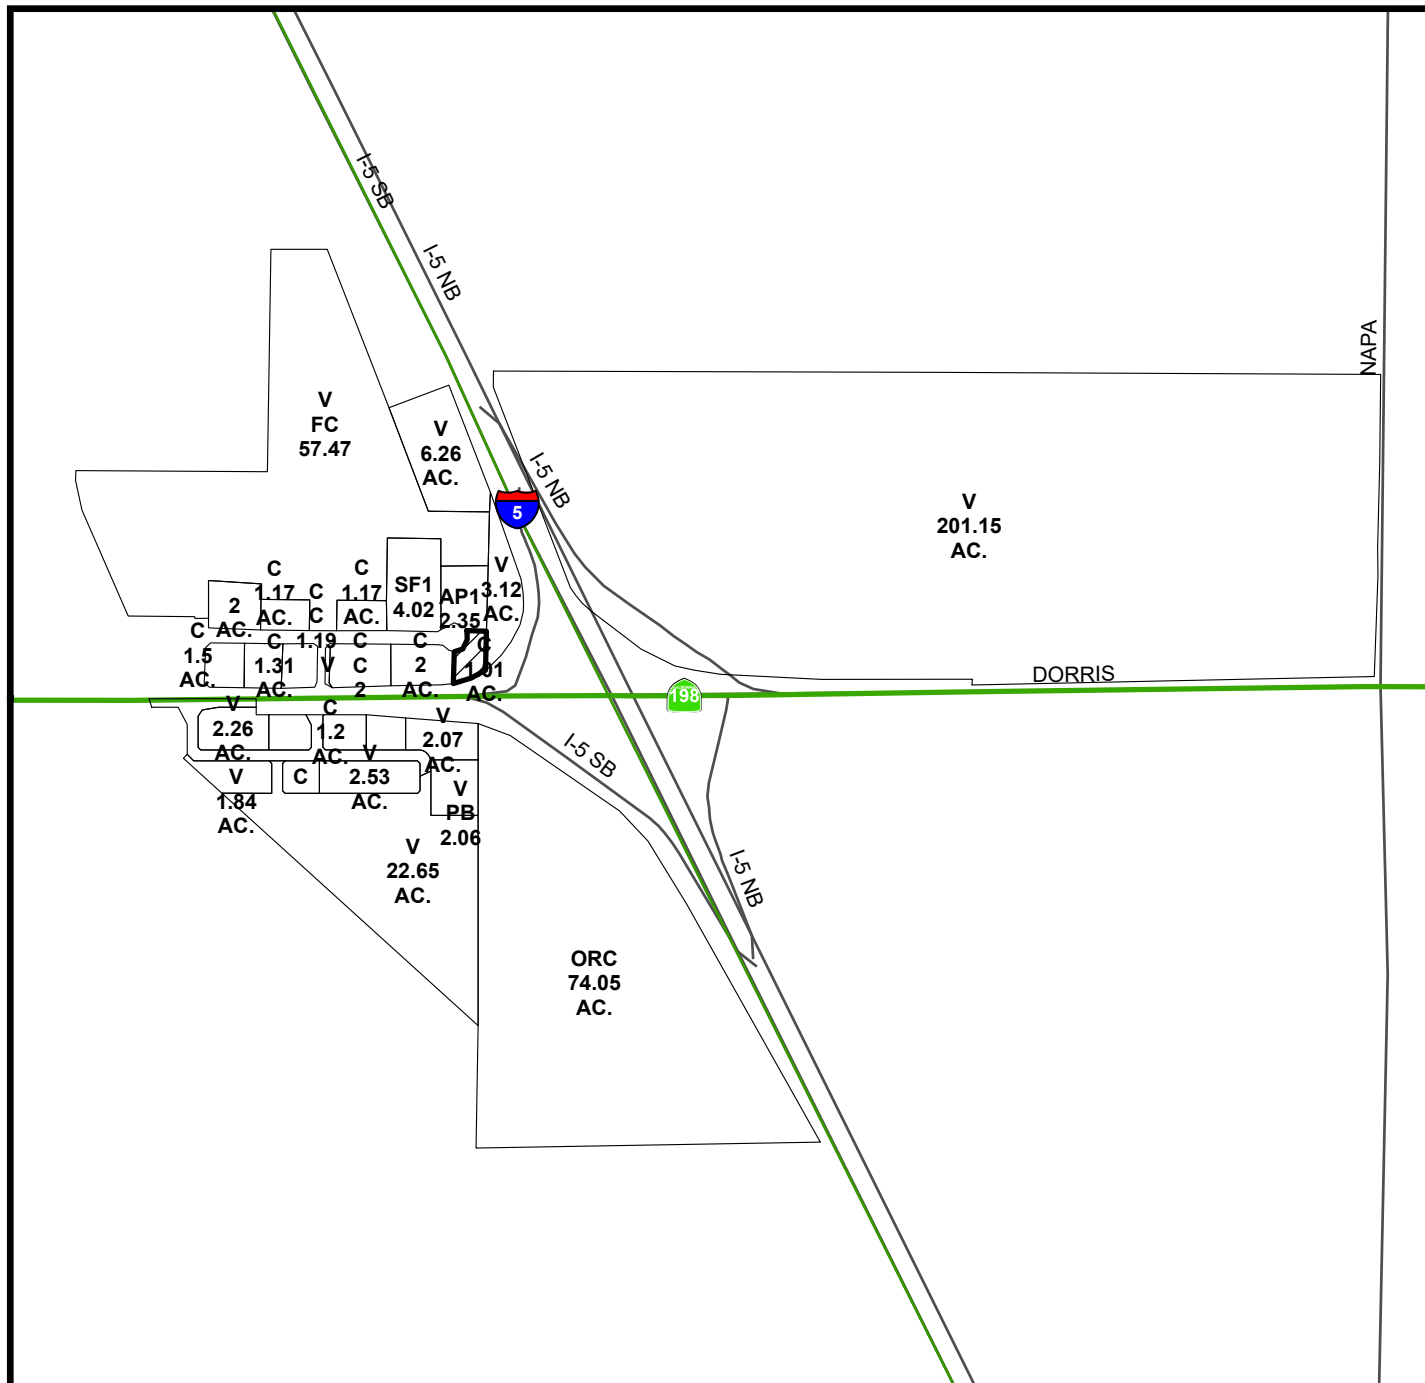 I-5 SB
I-5 NB
NAPA
V
FC
57.47
V
6.26
AC.
I-5 NB
5
V
201.15
AC.
C
1.17
AC.
C
C
1.19
C
1.17
AC.
SF1
4.02
AP1
2.35
V
3.12
AC.
2
AC.
C
1.5
AC.
C
1.31
AC.
V
C
C
2
C
2
AC.
C
1.01
AC.
DORRIS
198
V
2.26
AC.
C
1.2
AC.
V
2.07
AC.
I-5 SB
V
1.84
AC.
C
V
2.53
AC.
V
PB
2.06
V
22.65
AC.
I-5 NB
ORC
74.05
AC.